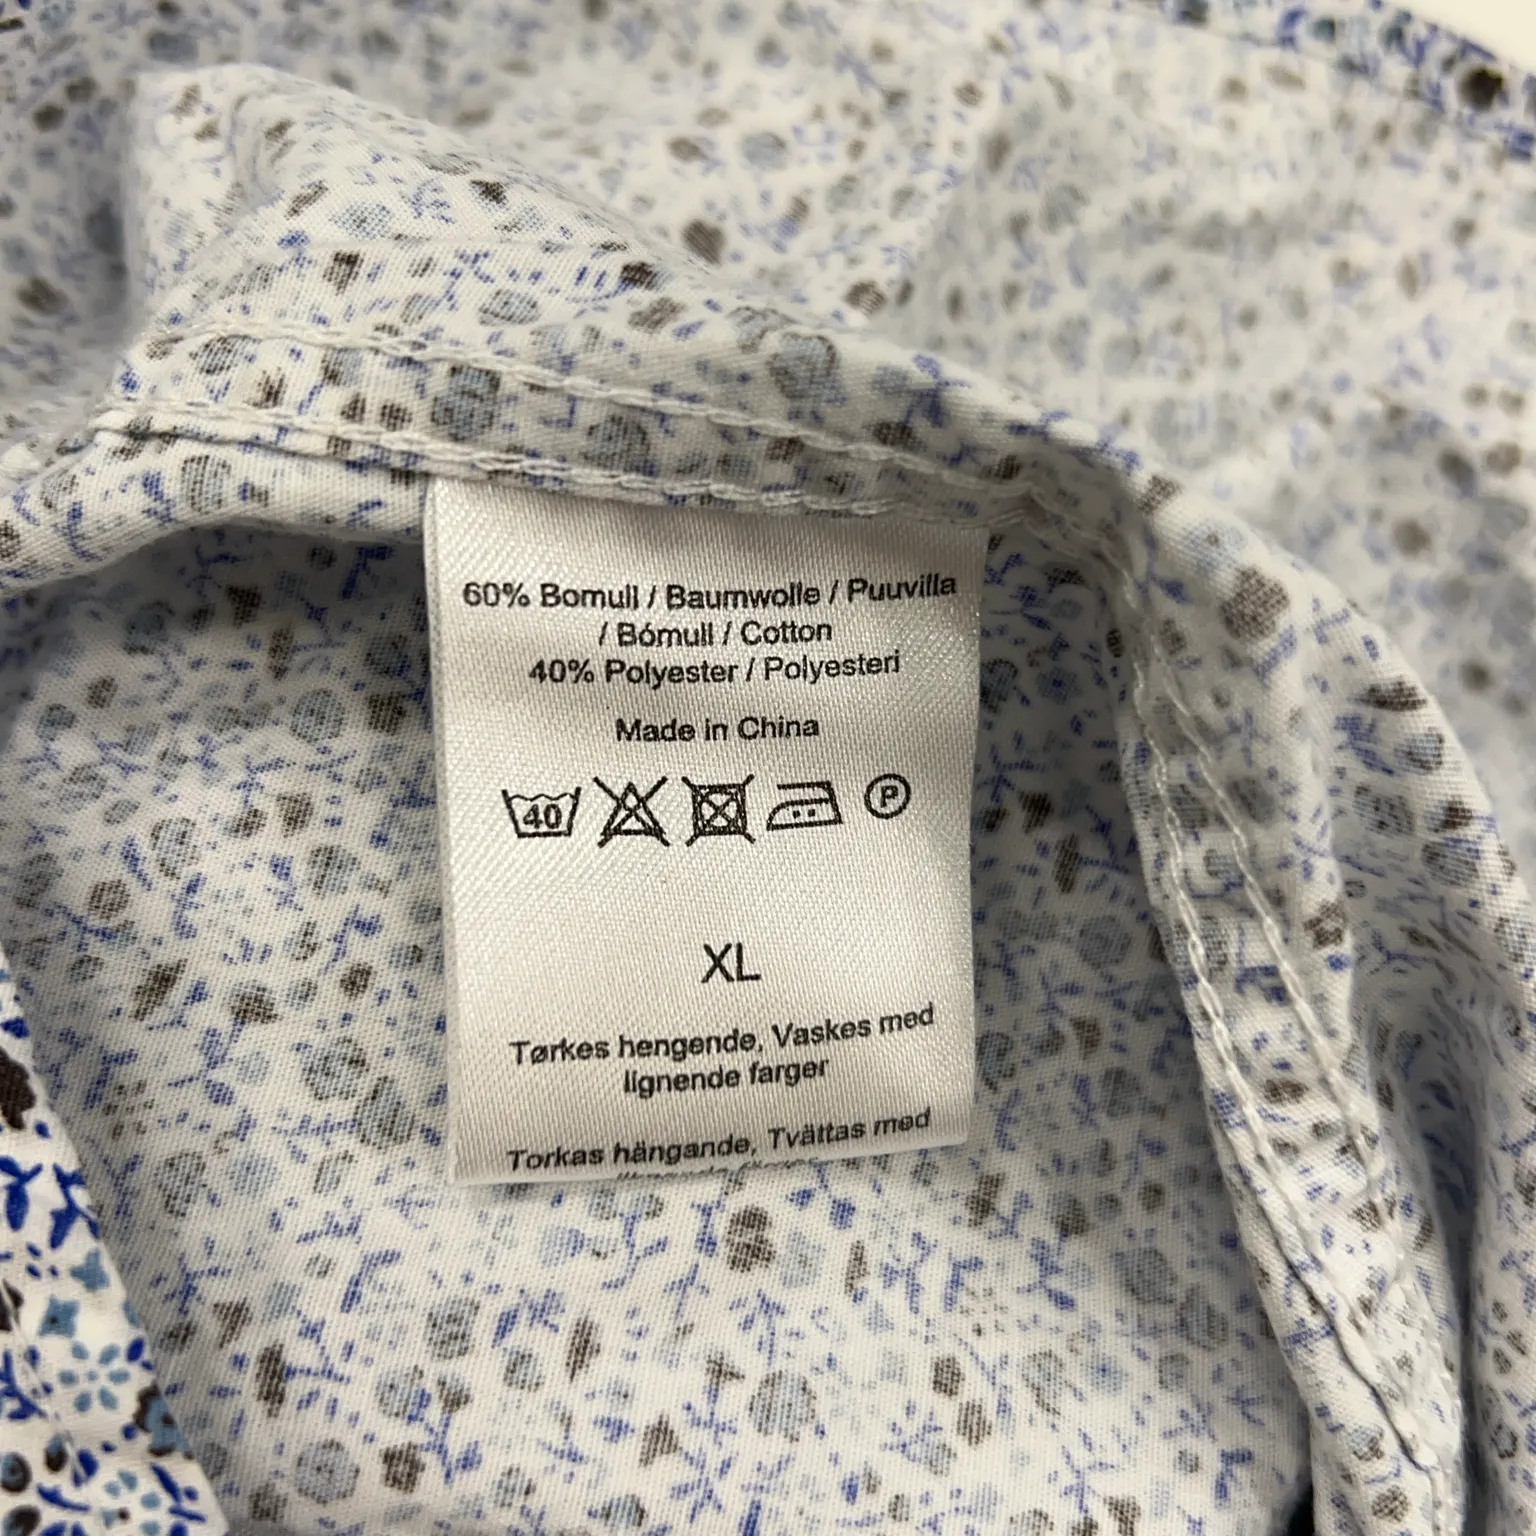 60% Bomull / Baumwolle / Puuvilla
/ Bómull / Cotton
40% Polyester / Polyesteri
Made in China
40
P
XL
Tørkes hengende, Vaskes med
lignende farger
Torkas hängande, Tvättas med